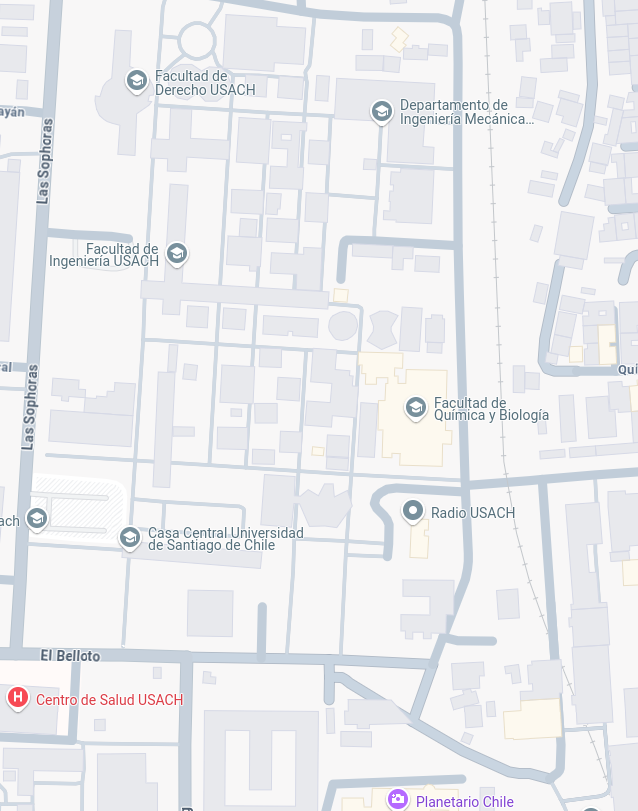 Facultad de
Derecho USACH
Departamento de
Ingeniería Mecánica...
Las Sophoras
Facultad de
Ingeniería USACH
Las Sophoras
Facultad de
Química y Biología
Radio USACH
Casa Central Universidad
de Santiago de Chile
El Belloto
Centro de Salud USACH
Planetario Chile